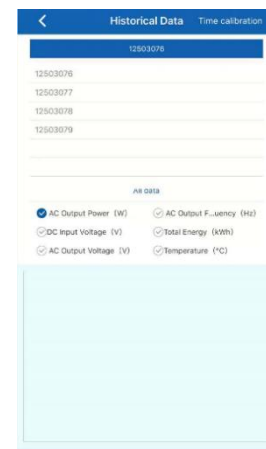 Historical Data Time calibration
12503076
12503076
12503077
12503078
12503079
All data
AC Output Power (W) AC Output F...uency (Hz)
DC Input Voltage (V) Total Energy (kWh)
AC Output Voltage (V) Temperature (°C)